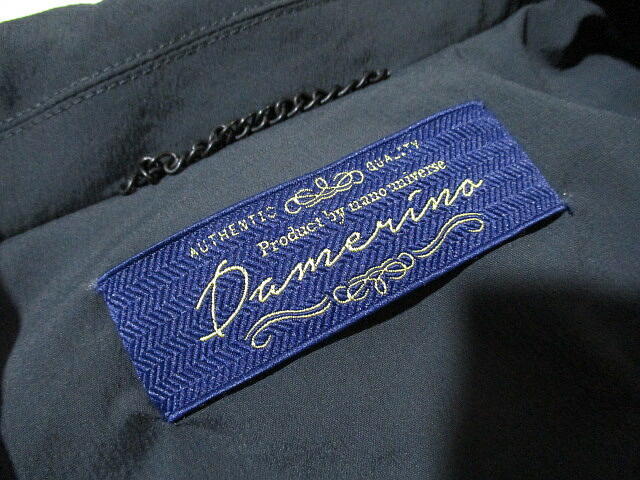 AUTHENTIC QUALITY
Product by nano·universe
Damerino